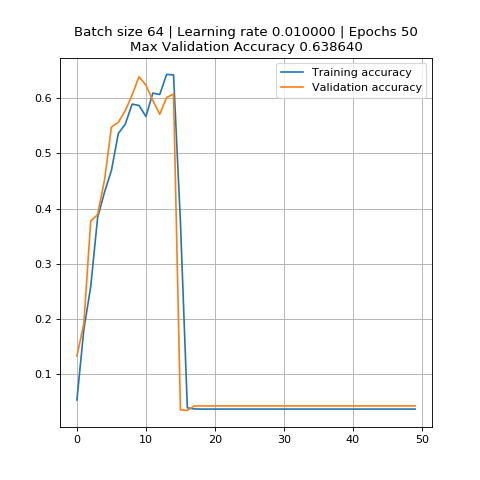 Batch size 64 | Learning rate 0.010000 | Epochs 50
Max Validation Accuracy 0.638640
Training accuracy
Validation accuracy
0.6
0.5
0.4
0.3
0.2
0.1
0 10 20 30 40 50